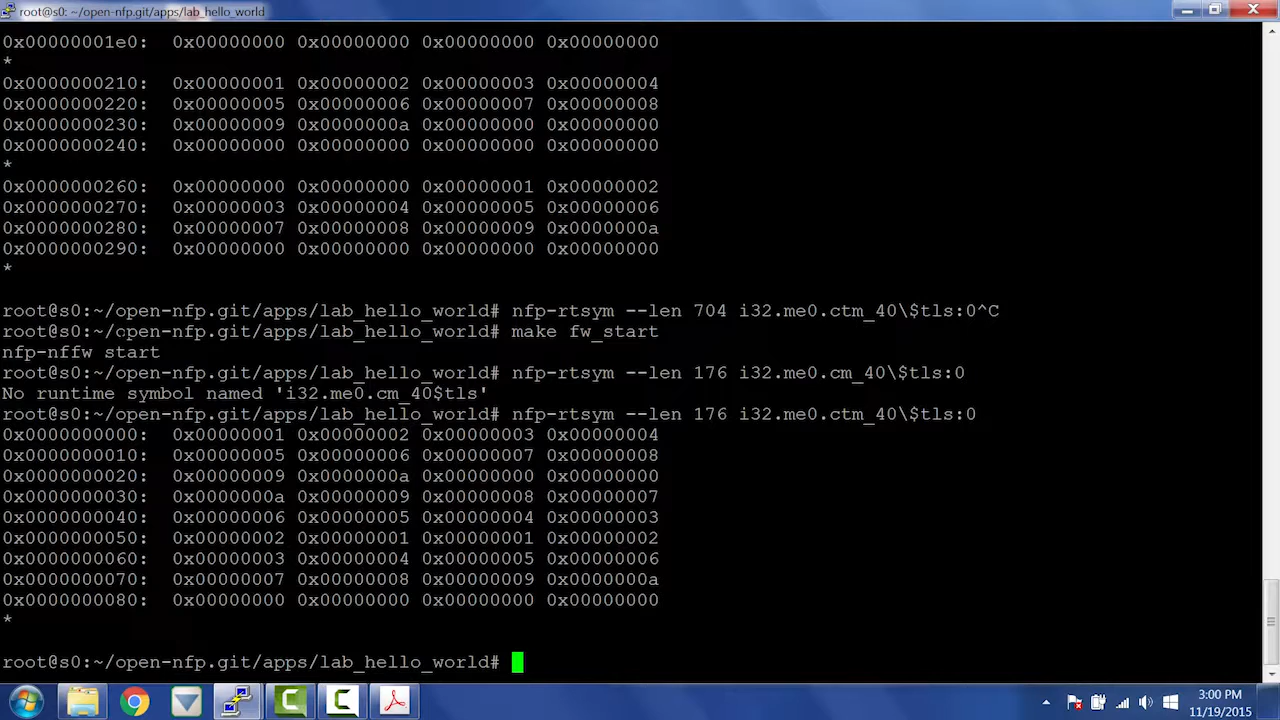 root@s0: ~/open-nfp.git/apps/lab_hello_world
0x00000001e0:  0x00000000 0x00000000 0x00000000 0x00000000
*
0x0000000210:  0x00000001 0x00000002 0x00000003 0x00000004
0x0000000220:  0x00000005 0x00000006 0x00000007 0x00000008
0x0000000230:  0x00000009 0x0000000a 0x00000000 0x00000000
0x0000000240:  0x00000000 0x00000000 0x00000000 0x00000000
*
0x0000000260:  0x00000000 0x00000000 0x00000001 0x00000002
0x0000000270:  0x00000003 0x00000004 0x00000005 0x00000006
0x0000000280:  0x00000007 0x00000008 0x00000009 0x0000000a
0x0000000290:  0x00000000 0x00000000 0x00000000 0x00000000
*
root@s0:~/open-nfp.git/apps/lab_hello_world# nfp-rtsym --len 704 i32.me0.ctm_40\$tls:0^C
root@s0:~/open-nfp.git/apps/lab_hello_world# make fw_start
nfp-nffw start
root@s0:~/open-nfp.git/apps/lab_hello_world# nfp-rtsym --len 176 i32.me0.cm_40\$tls:0
No runtime symbol named 'i32.me0.cm_40$tls'
root@s0:~/open-nfp.git/apps/lab_hello_world# nfp-rtsym --len 176 i32.me0.ctm_40\$tls:0
0x0000000000:  0x00000001 0x00000002 0x00000003 0x00000004
0x0000000010:  0x00000005 0x00000006 0x00000007 0x00000008
0x0000000020:  0x00000009 0x0000000a 0x00000000 0x00000000
0x0000000030:  0x0000000a 0x00000009 0x00000008 0x00000007
0x0000000040:  0x00000006 0x00000005 0x00000004 0x00000003
0x0000000050:  0x00000002 0x00000001 0x00000001 0x00000002
0x0000000060:  0x00000003 0x00000004 0x00000005 0x00000006
0x0000000070:  0x00000007 0x00000008 0x00000009 0x0000000a
0x0000000080:  0x00000000 0x00000000 0x00000000 0x00000000
*
root@s0:~/open-nfp.git/apps/lab_hello_world#
3:00 PM
11/19/2015